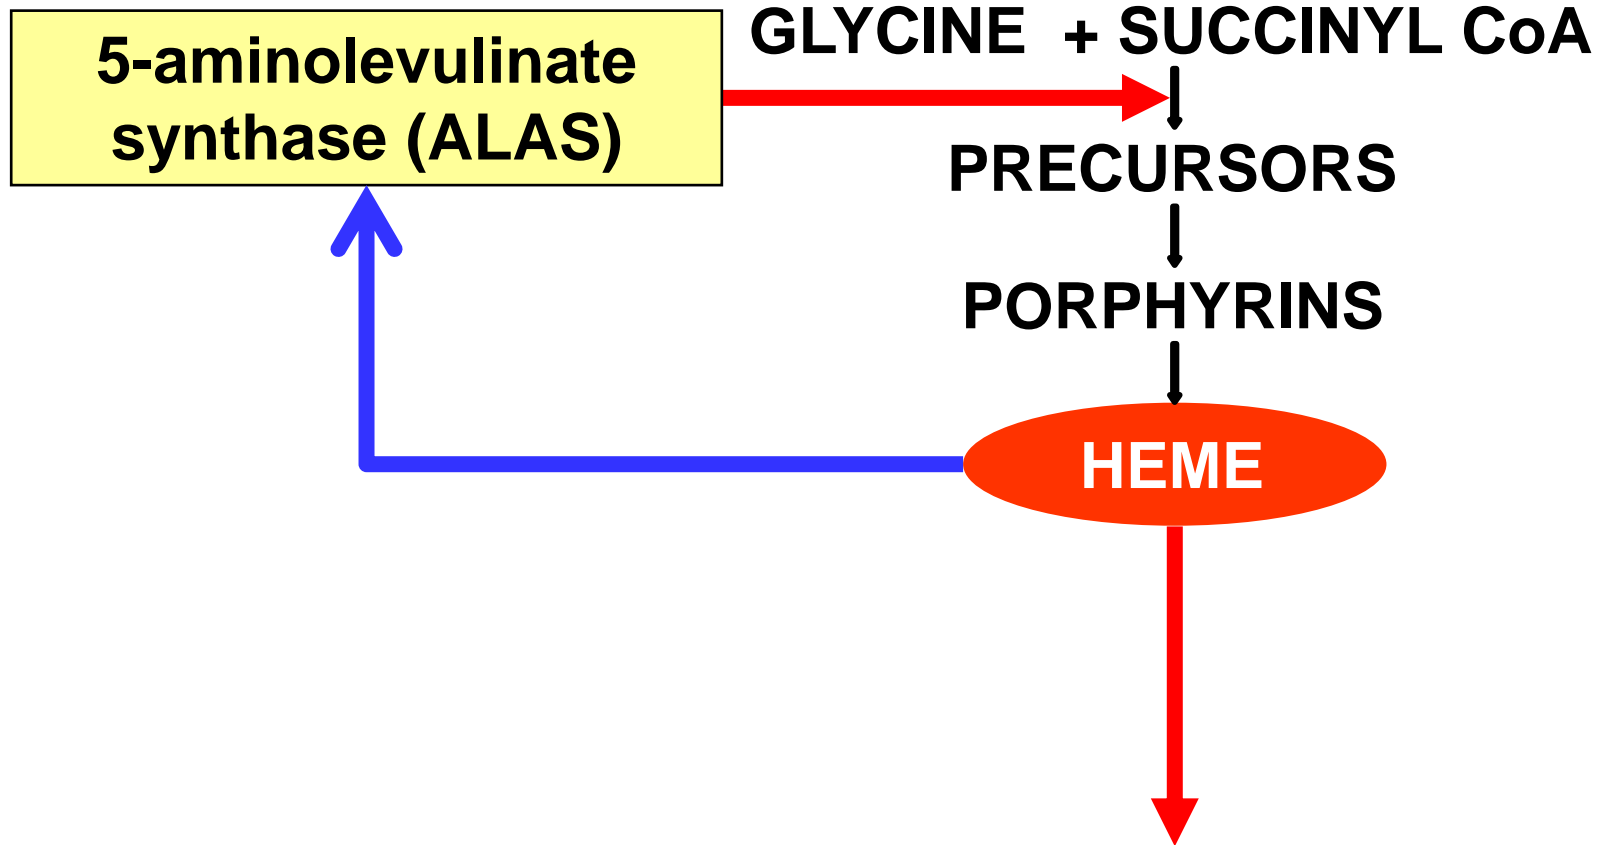 5-aminolevulinate
synthase (ALAS)
GLYCINE + SUCCINYL CoA
PRECURSORS
PORPHYRINS
HEME